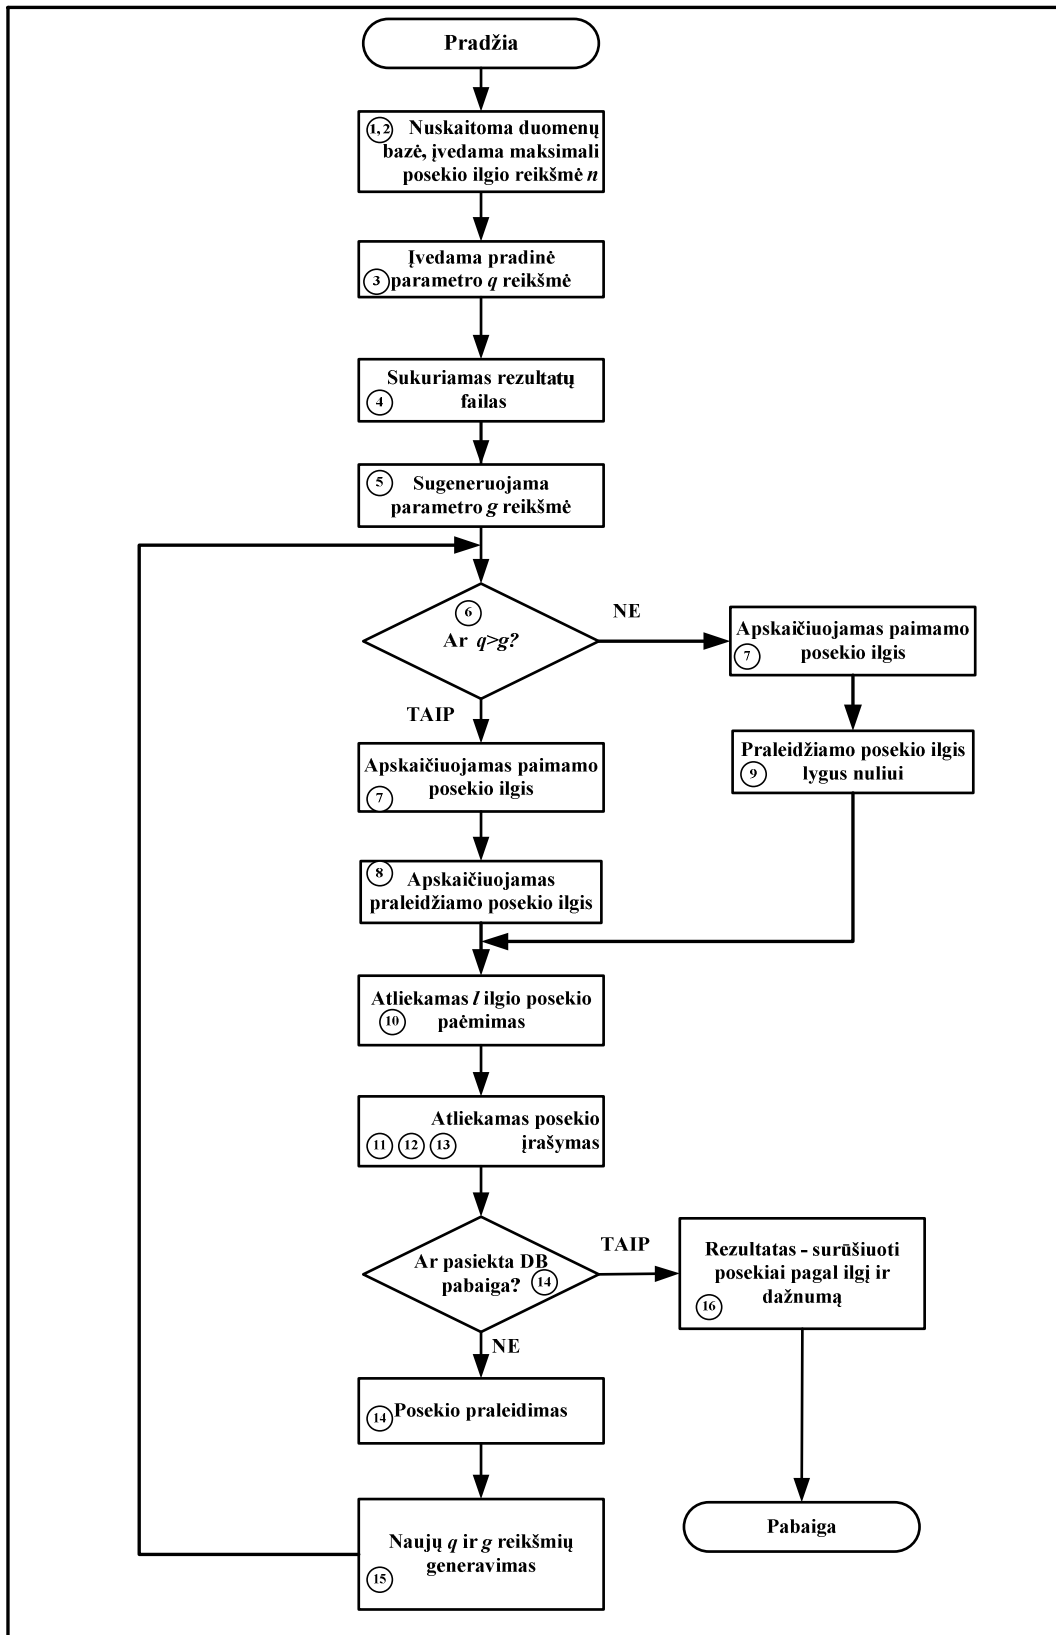 Pradžia
1, 2 Nuskaitoma duomenų
bazė, įvedama maksimali
posekio ilgio reikšmė n
Įvedama pradinė
3 parametro q reikšmė
Sukuriamas rezultatų
4 failas
5 Sugeneruojama
parametro g reikšmė
6
Ar q>g?
NE
Apskaičiuojamas paimamo
7 posekio ilgis
Praleidžiamo posekio ilgis
9 lygus nuliui
TAIP
Apskaičiuojamas paimamo
7 posekio ilgis
8 Apskaičiuojamas
praleidžiamo posekio ilgis
Atliekamas l ilgio posekio
10 paėmimas
Atliekamas posekio
11 12 13 įrašymas
Ar pasiekta DB
pabaiga? 14
TAIP
Rezultatas - surūšiuoti
posekiai pagal ilgį ir
16 dažnumą
NE
14 Posekio praleidimas
Naujų q ir g reikšmių
generavimas
15
Pabaiga